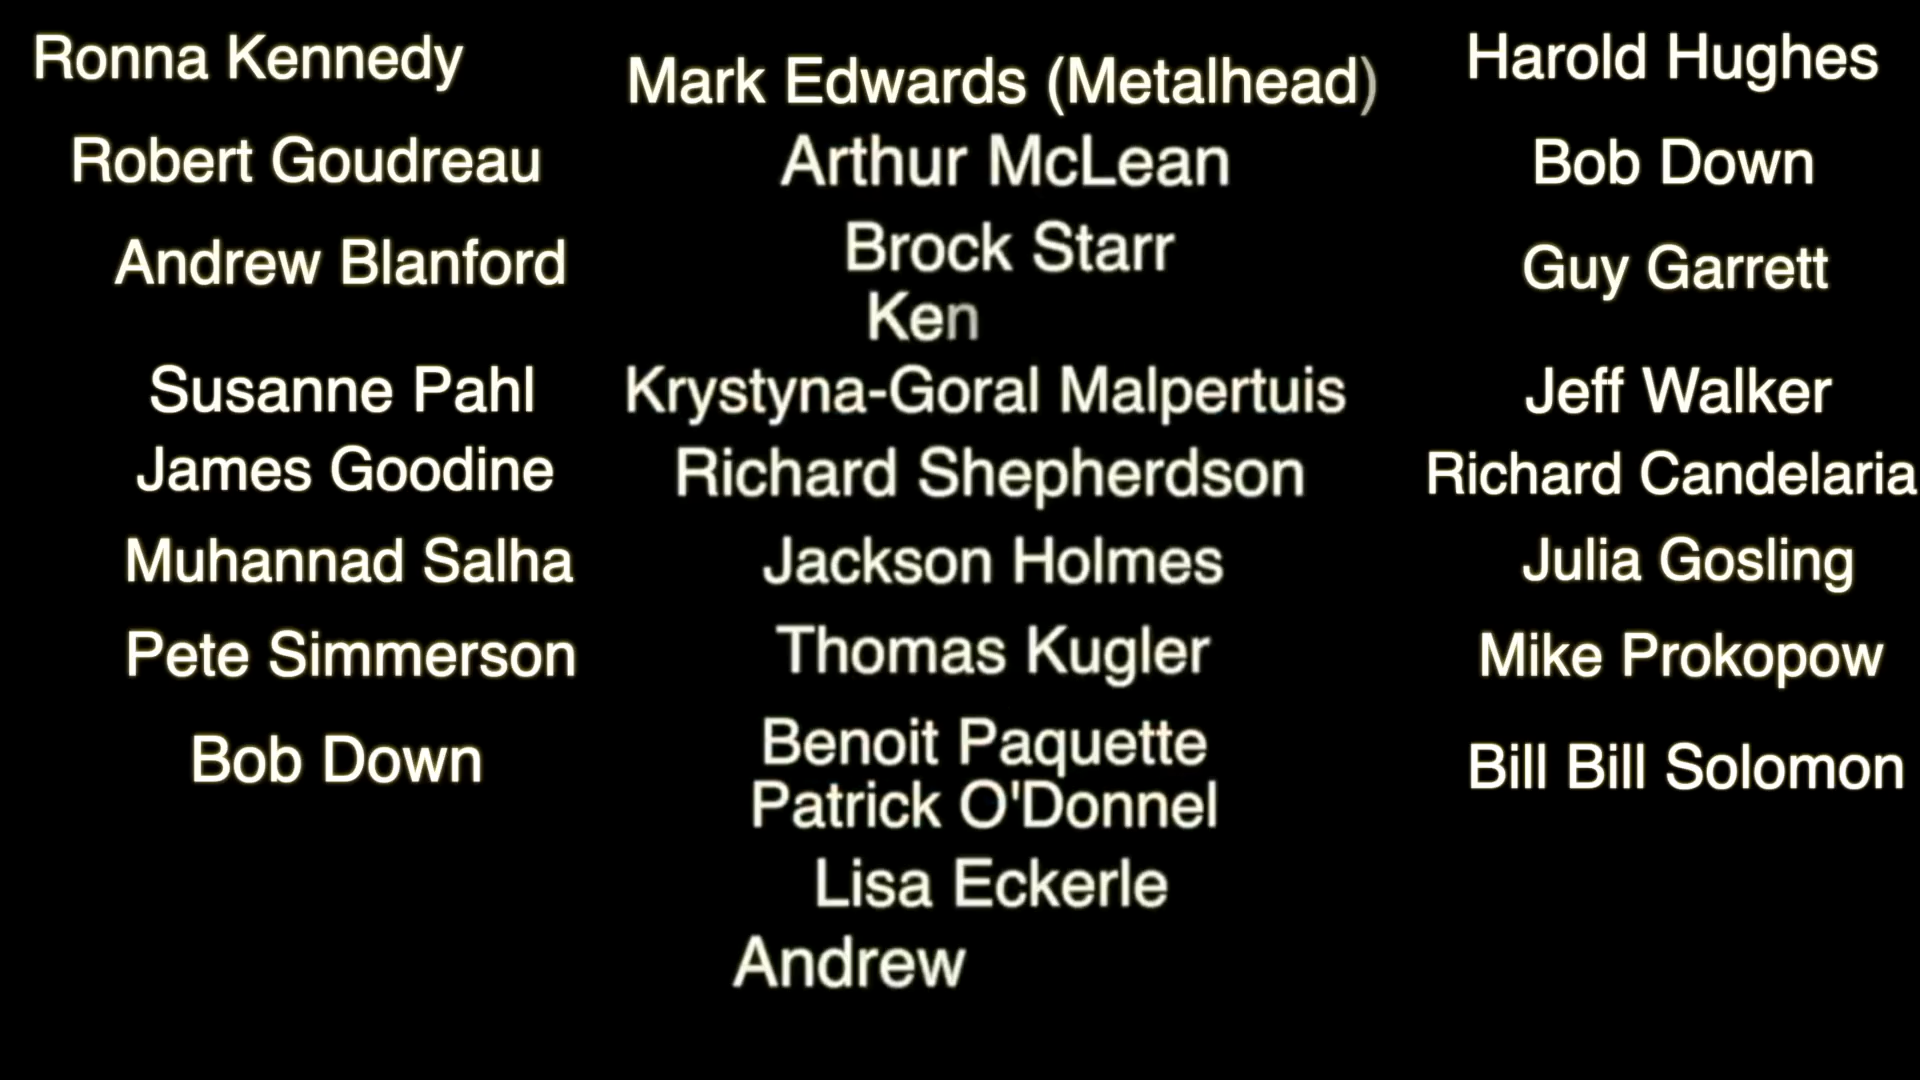 Ronna Kennedy
Robert Goudreau
Andrew Blanford
Susanne Pahl
James Goodine
Muhannad Salha
Pete Simmerson
Bob Down
Mark Edwards (Metalhead)
Arthur McLean
Brock Starr
Ken
Krystyna-Goral Malpertuis
Richard Shepherdson
Jackson Holmes
Thomas Kugler
Benoit Paquette
Patrick O'Donnel
Lisa Eckerle
Andrew
Harold Hughes
Bob Down
Guy Garrett
Jeff Walker
Richard Candelaria
Julia Gosling
Mike Prokopow
Bill Bill Solomon